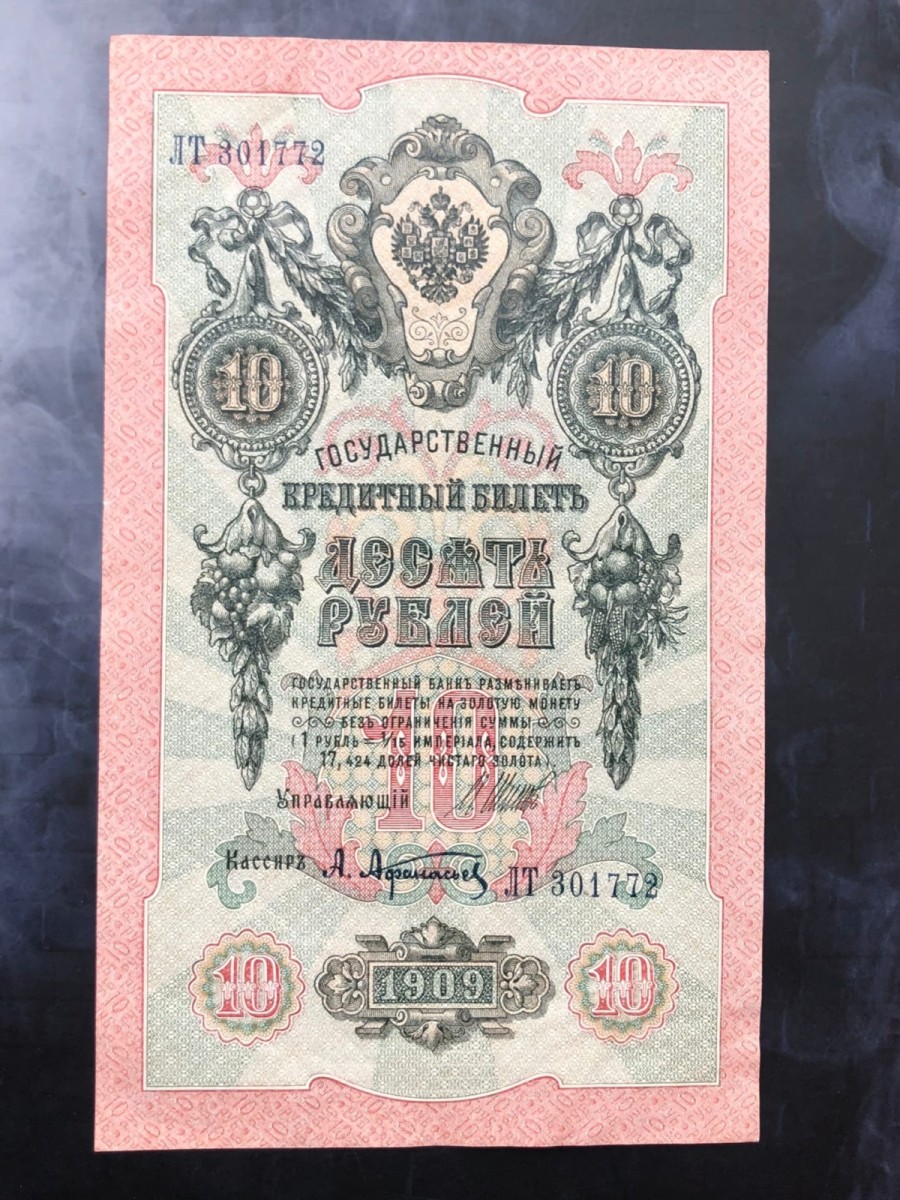 ЛТ 301772
10 10
ГОСУДАРСТВЕННЫЙ
КРЕДИТНЫЙ БИЛЕТЪ
ДЕСЯТЬ
РУБЛЕЙ
ГОСУДАРСТВЕННЫЙ БАНКЪ РАЗМѢНИВАЕТЪ
КРЕДИТНЫЕ БИЛЕТЫ НА ЗОЛОТУЮ МОНЕТУ
БЕЗЪ ОГРАНИЧЕНІЯ СУММЫ
(1 РУБЛЬ = 1/15 ИМПЕРІАЛА, СОДЕРЖИТЪ
17,424 ДОЛЕЙ ЧИСТАГО ЗОЛОТА).
10
УПРАВЛЯЮЩІЙ
Кассиръ А. Афанасьев ЛТ 301772
10 1909 10